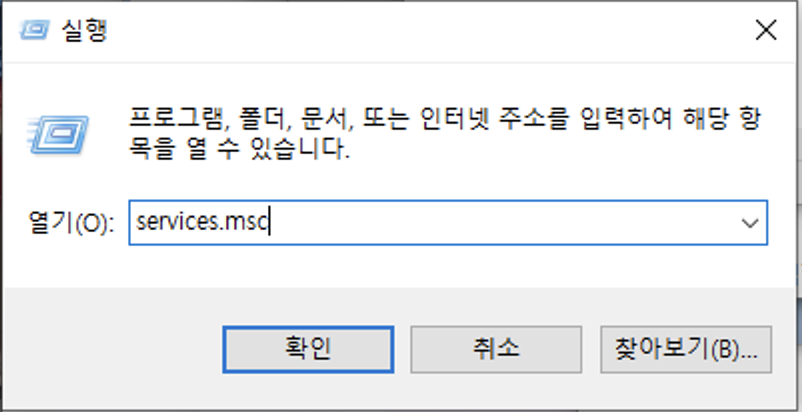 실행
프로그램, 폴더, 문서, 또는 인터넷 주소를 입력하여 해당 항
목을 열 수 있습니다.
열기(O): services.msc
확인 취소 찾아보기(B)...